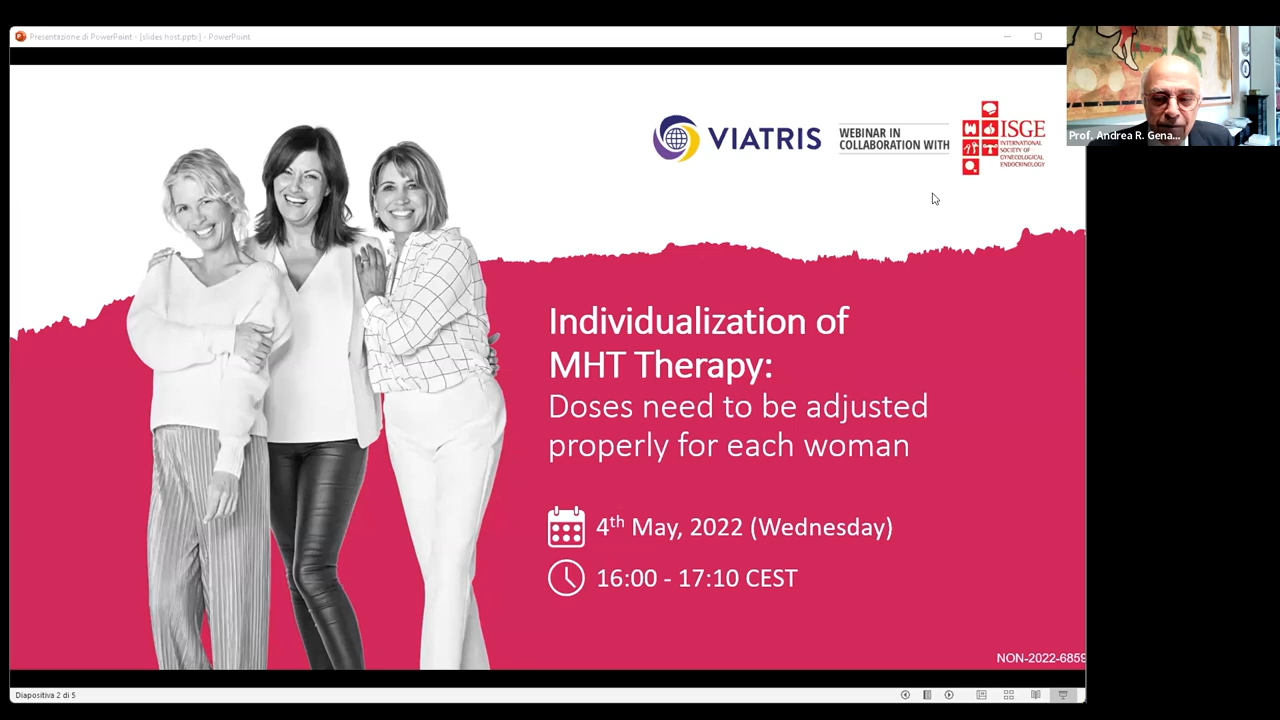 Presentazione di PowerPoint - [slides host.pptx] - PowerPoint
VIATRIS
WEBINAR IN
COLLABORATION WITH
ISGE
INTERNATIONAL
SOCIETY OF
GYNECOLOGICAL
ENDOCRINOLOGY
Prof. Andrea R. Gena...
Individualization of
MHT Therapy:
Doses need to be adjusted
properly for each woman
4th May, 2022 (Wednesday)
16:00 - 17:10 CEST
NON-2022-6859
Diapositiva 2 di 5